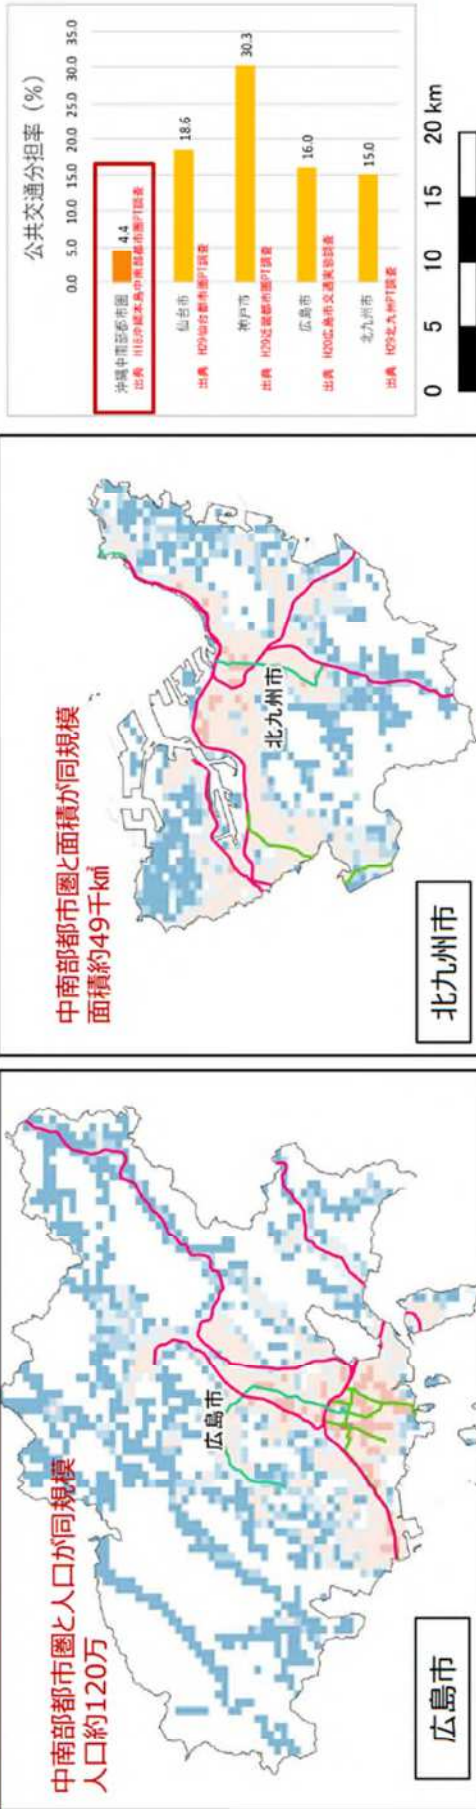 中南部都市圏と人口が同規模
人口約120万
広島市
広島市
中南部都市圏と面積が同規模
面積約49千k㎡
北九州市
北九州市
公共交通分担率（%）
0.0 5.0 10.0 15.0 20.0 25.0 30.0 35.0
沖縄中南部都市圏 4.4
出典 H18沖縄本島中南部都市圏PT調査
仙台市 18.6
出典 H29仙台都市圏PT調査
神戸市 30.3
出典 H29近畿都市圏PT調査
広島市 16.0
出典 H20広島市交通実態調査
北九州市 15.0
出典 H29北九州PT調査
0 5 10 15 20 km